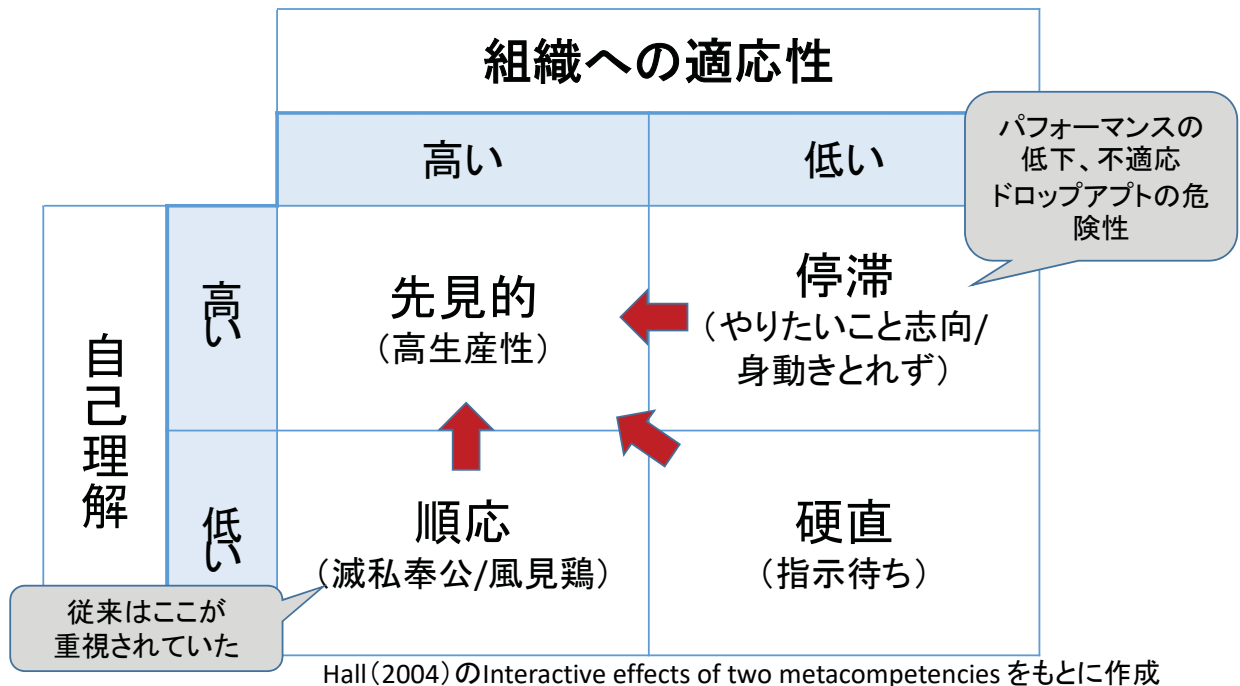 組織への適応性
高い
低い
パフォーマンスの
低下、不適応
ドロップアプトの危
険性
自己理解
高い
先見的
（高生産性）
停滞
（やりたいこと志向/
身動きとれず）
低い
順応
（滅私奉公/風見鶏）
硬直
（指示待ち）
従来はここが
重視されていた
Hall（2004）のInteractive effects of two metacompetencies をもとに作成